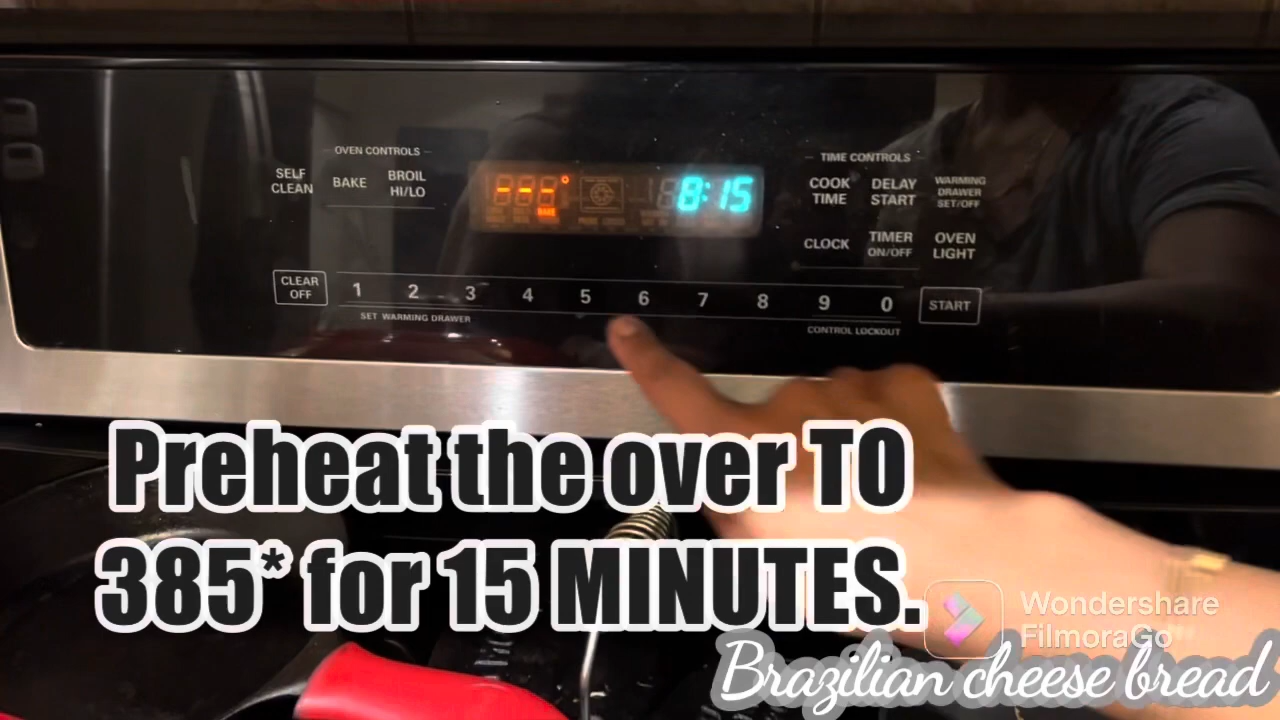 OVEN CONTROLS
SELF
CLEAN
BAKE
BROIL
HI/LO
---°
BAKE
8:15
TIME CONTROLS
COOK
TIME
DELAY
START
WARMING
DRAWER
SET/OFF
CLOCK
TIMER
ON/OFF
OVEN
LIGHT
CLEAR
OFF
1 2 3 4 5 6 7 8 9 0
START
SET WARMING DRAWER
CONTROL LOCKOUT
Preheat the over TO
385* for 15 MINUTES.
Wondershare
FilmoraGo
Brazilian cheese bread